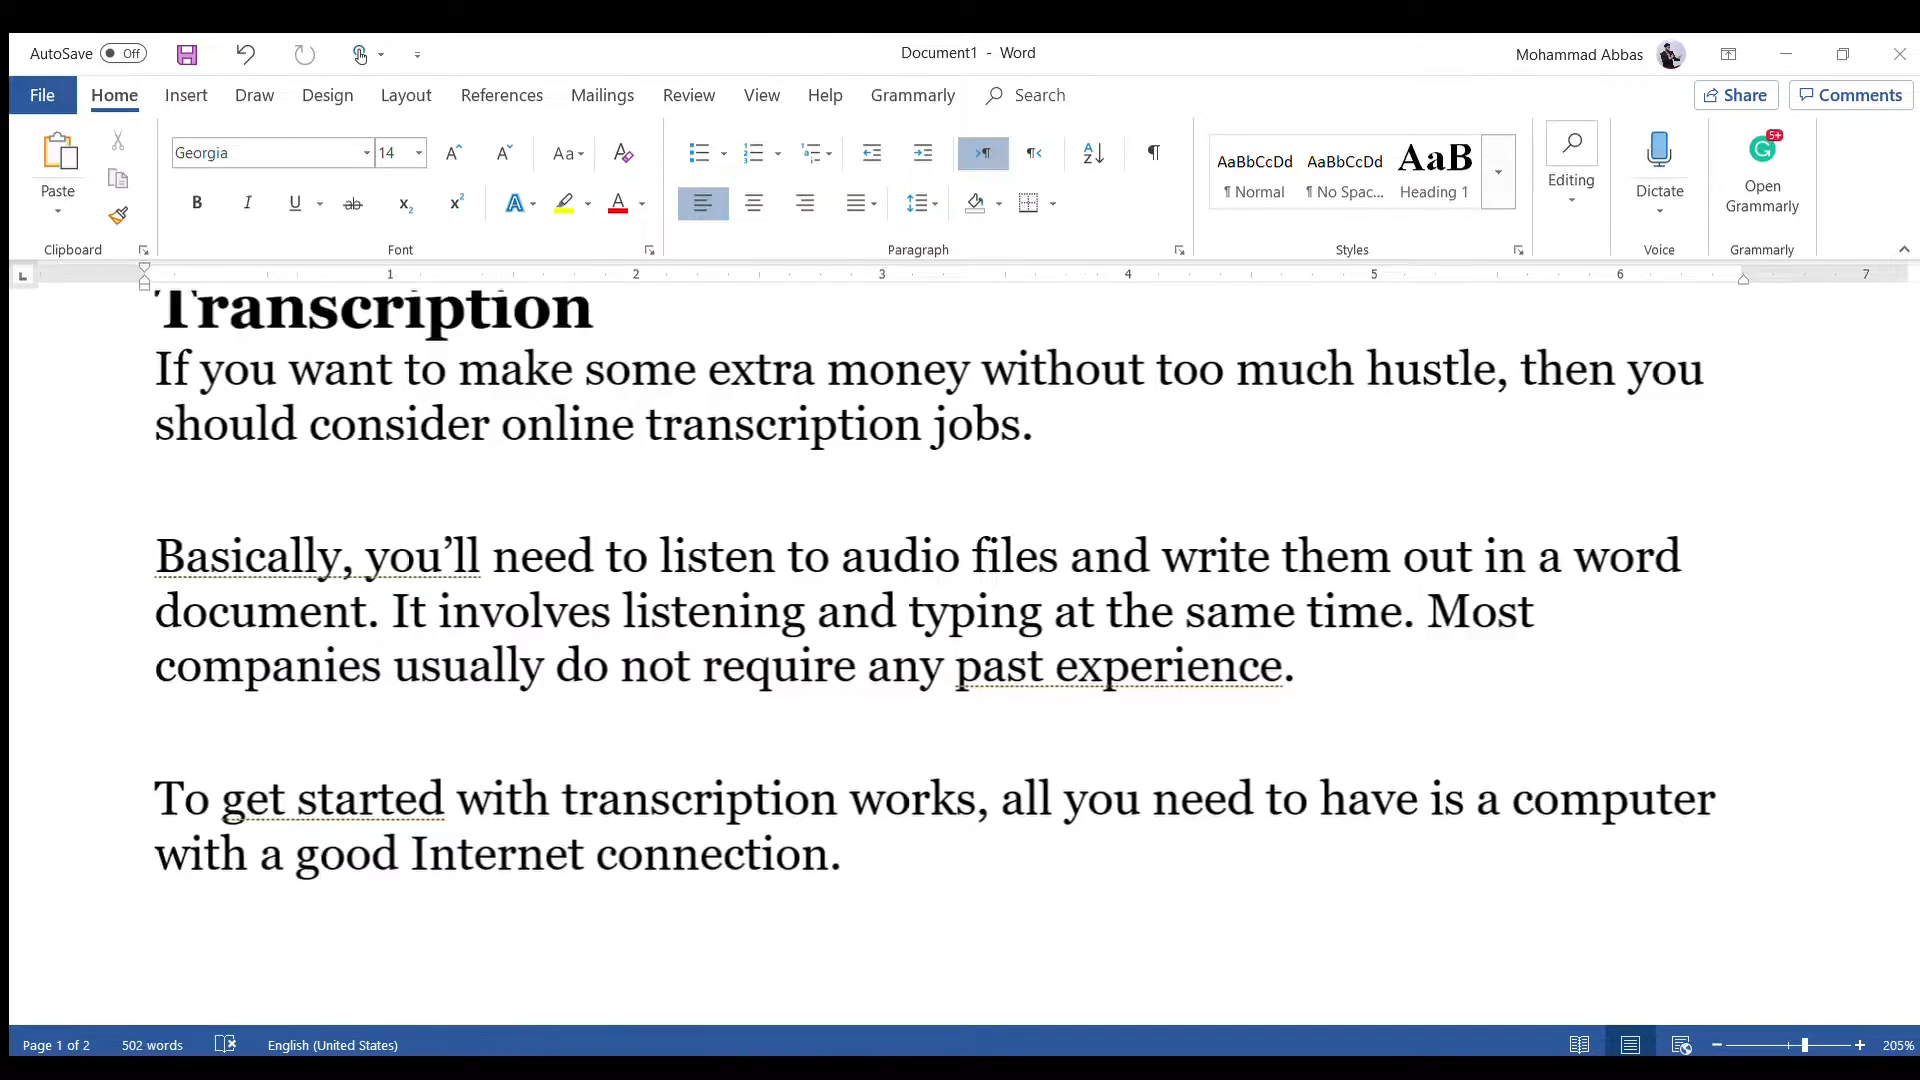 AutoSave Off
Document1 - Word
Mohammad Abbas
File Home Insert Draw Design Layout References Mailings Review View Help Grammarly Search
Share Comments
Paste
Clipboard
Georgia 14
Aa
B I U ab x₂ x² A A
Font
Paragraph
AaBbCcDd AaBbCcDd AaB
¶ Normal ¶ No Spac... Heading 1
Styles
Editing
Dictate
Voice
5+
Open
Grammarly
Grammarly
1 2 3 4 5 6 7
Transcription
If you want to make some extra money without too much hustle, then you
should consider online transcription jobs.
Basically, you’ll need to listen to audio files and write them out in a word
document. It involves listening and typing at the same time. Most
companies usually do not require any past experience.
To get started with transcription works, all you need to have is a computer
with a good Internet connection.
Page 1 of 2 502 words English (United States) 205%